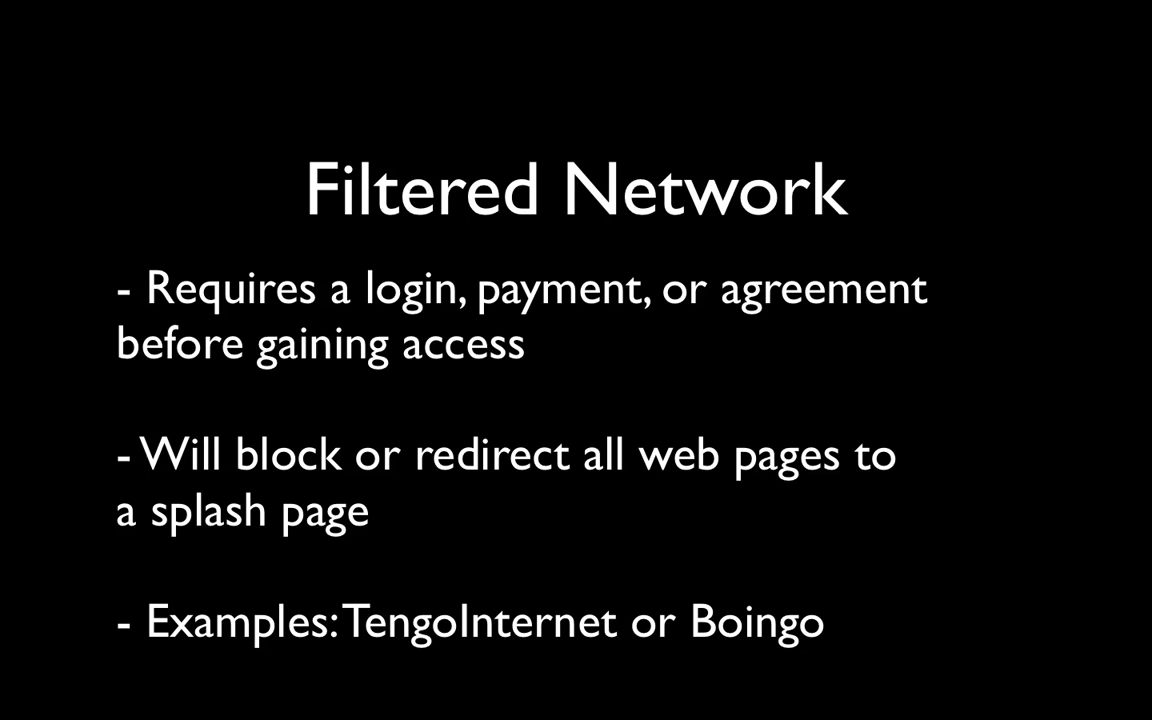 Filtered Network
- Requires a login, payment, or agreement
before gaining access
- Will block or redirect all web pages to
a splash page
- Examples: TengoInternet or Boingo